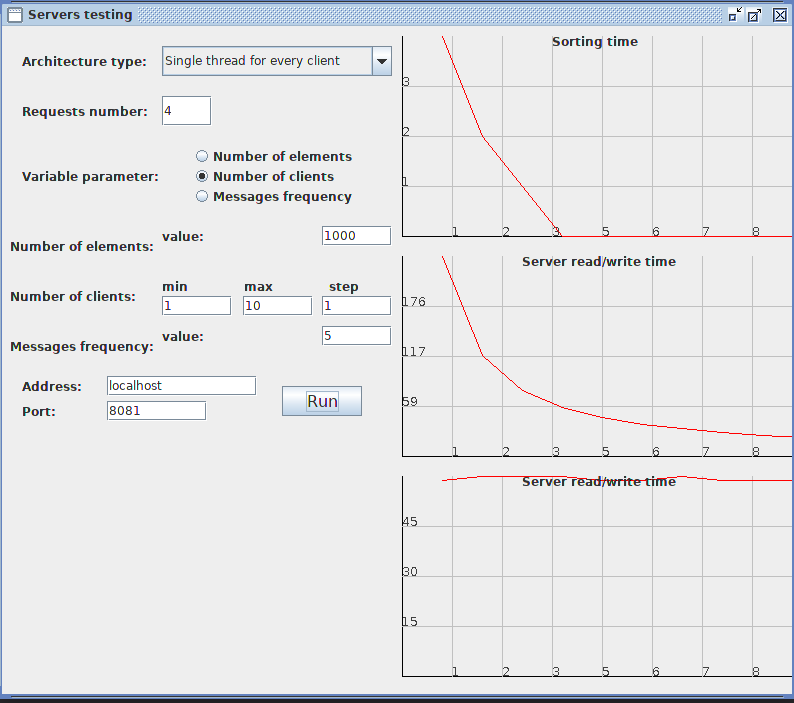 Servers testing
Architecture type: Single thread for every client
Requests number: 4
Variable parameter:
Number of elements
Number of clients
Messages frequency
Number of elements: value: 1000
min max step
Number of clients: 1 10 1
Messages frequency: value: 5
Address: localhost
Port: 8081
Run
Sorting time
3
2
1
1 2 3 5 6 7 8
Server read/write time
176
117
59
1 2 3 5 6 7 8
Server read/write time
45
30
15
1 2 3 5 6 7 8